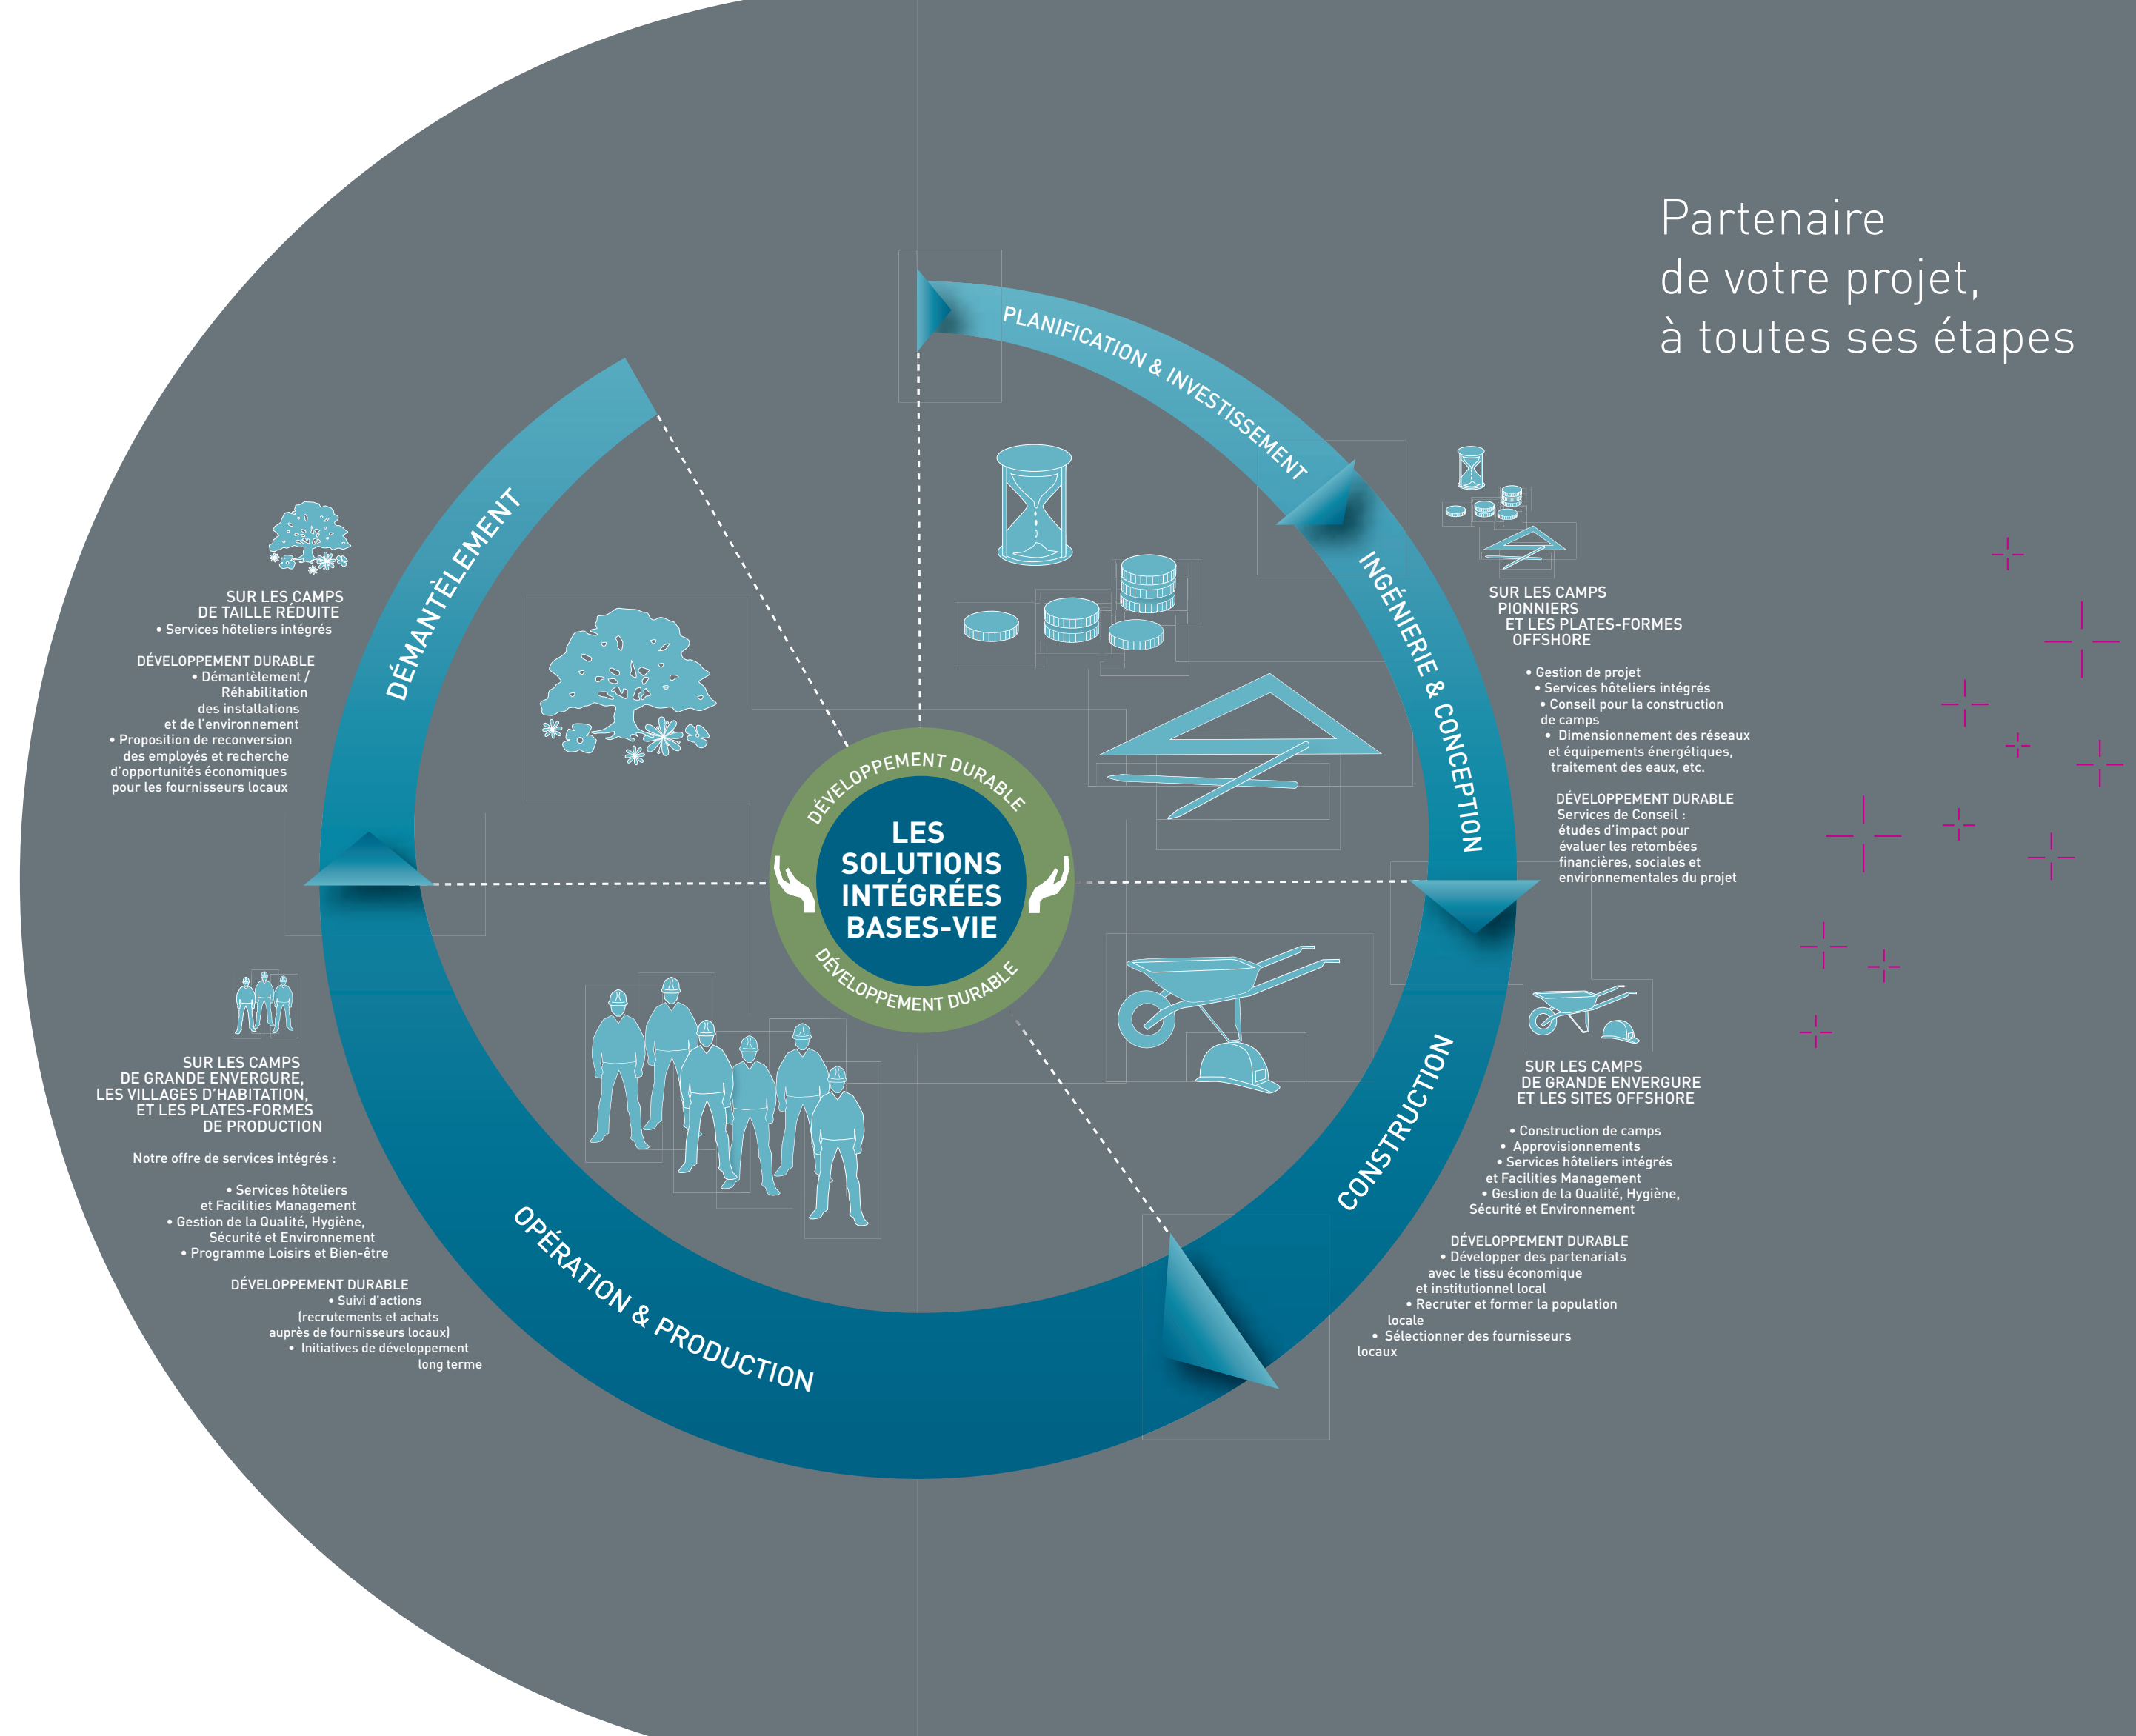 Partenaire
de votre projet,
à toutes ses étapes
PLANIFICATION & INVESTISSEMENT
INGÉNIERIE & CONCEPTION
CONSTRUCTION
OPÉRATION & PRODUCTION
DÉMANTÈLEMENT
DÉVELOPPEMENT DURABLE
LES
SOLUTIONS
INTÉGRÉES
BASES-VIE
DÉVELOPPEMENT DURABLE
SUR LES CAMPS
PIONNIERS
ET LES PLATES-FORMES
OFFSHORE
• Gestion de projet
• Services hôteliers intégrés
• Conseil pour la construction
de camps
• Dimensionnement des réseaux
et équipements énergétiques,
traitement des eaux, etc.
DÉVELOPPEMENT DURABLE
Services de Conseil :
études d'impact pour
évaluer les retombées
financières, sociales et
environnementales du projet
SUR LES CAMPS
DE GRANDE ENVERGURE
ET LES SITES OFFSHORE
• Construction de camps
• Approvisionnements
• Services hôteliers intégrés
et Facilities Management
• Gestion de la Qualité, Hygiène,
Sécurité et Environnement
DÉVELOPPEMENT DURABLE
• Développer des partenariats
avec le tissu économique
et institutionnel local
• Recruter et former la population
locale
• Sélectionner des fournisseurs
locaux
SUR LES CAMPS
DE GRANDE ENVERGURE,
LES VILLAGES D'HABITATION,
ET LES PLATES-FORMES
DE PRODUCTION
Notre offre de services intégrés :
• Services hôteliers
et Facilities Management
• Gestion de la Qualité, Hygiène,
Sécurité et Environnement
• Programme Loisirs et Bien-être
DÉVELOPPEMENT DURABLE
• Suivi d'actions
(recrutements et achats
auprès de fournisseurs locaux)
• Initiatives de développement
long terme
SUR LES CAMPS
DE TAILLE RÉDUITE
• Services hôteliers intégrés
DÉVELOPPEMENT DURABLE
• Démantèlement /
Réhabilitation
des installations
et de l'environnement
• Proposition de reconversion
des employés et recherche
d'opportunités économiques
pour les fournisseurs locaux